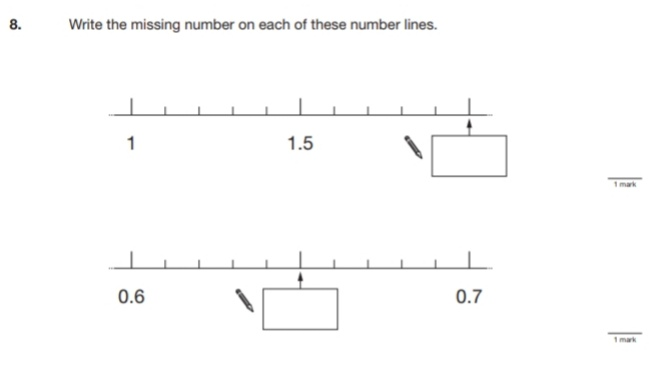 8. Write the missing number on each of these number lines.
1 1.5
1 mark
0.6 0.7
1 mark